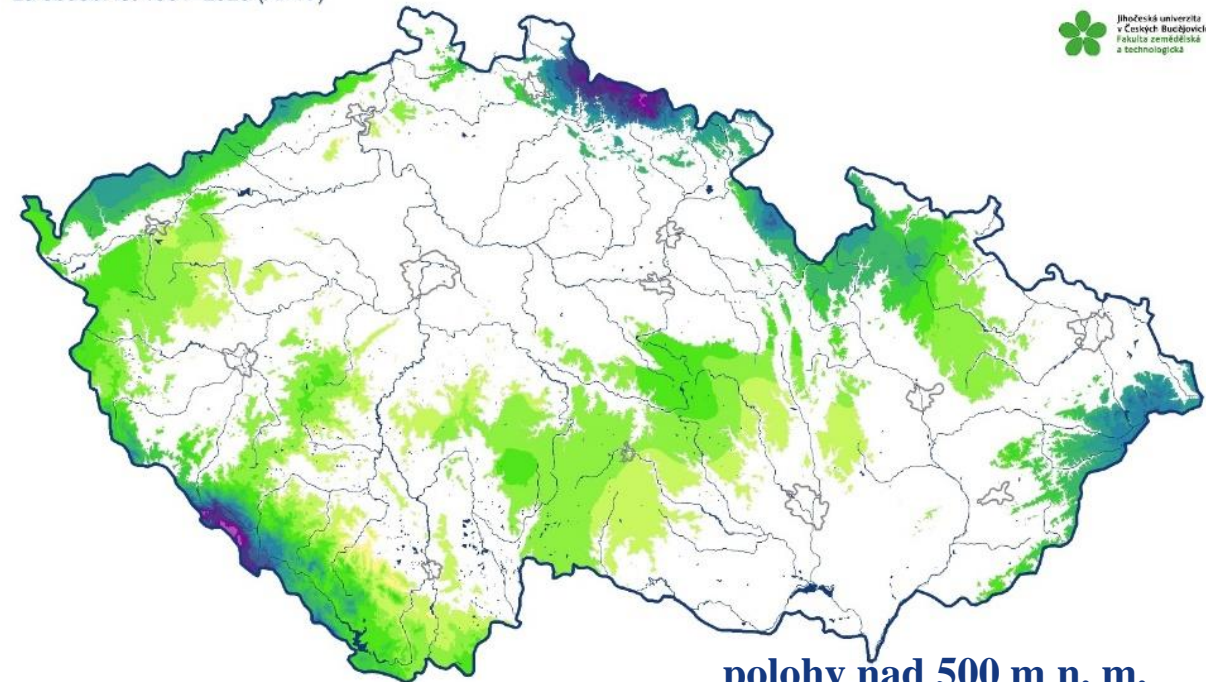 Jihočeská univerzita
v Českých Budějovicích
Fakulta zemědělská
a technologická
polohy nad 500 m n. m.